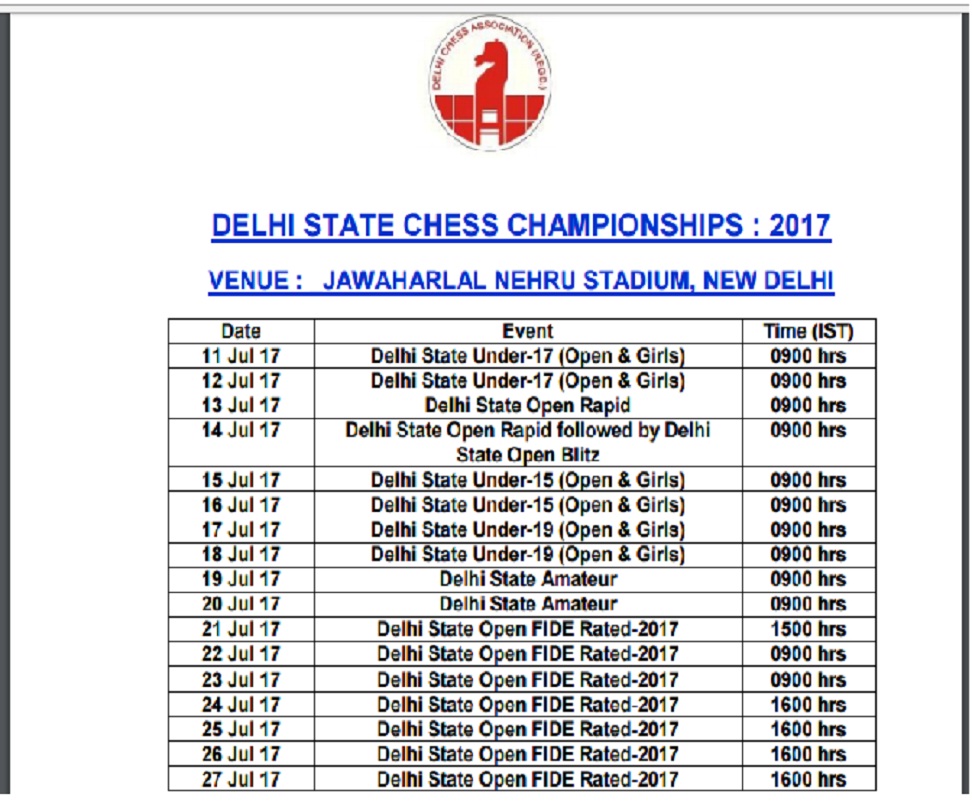 DELHI CHESS ASSOCIATION (REGD.)
DELHI STATE CHESS CHAMPIONSHIPS : 2017
VENUE : JAWAHARLAL NEHRU STADIUM, NEW DELHI
Date Event Time (IST)
11 Jul 17 Delhi State Under-17 (Open & Girls) 0900 hrs
12 Jul 17 Delhi State Under-17 (Open & Girls) 0900 hrs
13 Jul 17 Delhi State Open Rapid 0900 hrs
14 Jul 17 Delhi State Open Rapid followed by Delhi 0900 hrs
State Open Blitz
15 Jul 17 Delhi State Under-15 (Open & Girls) 0900 hrs
16 Jul 17 Delhi State Under-15 (Open & Girls) 0900 hrs
17 Jul 17 Delhi State Under-19 (Open & Girls) 0900 hrs
18 Jul 17 Delhi State Under-19 (Open & Girls) 0900 hrs
19 Jul 17 Delhi State Amateur 0900 hrs
20 Jul 17 Delhi State Amateur 0900 hrs
21 Jul 17 Delhi State Open FIDE Rated-2017 1500 hrs
22 Jul 17 Delhi State Open FIDE Rated-2017 0900 hrs
23 Jul 17 Delhi State Open FIDE Rated-2017 0900 hrs
24 Jul 17 Delhi State Open FIDE Rated-2017 1600 hrs
25 Jul 17 Delhi State Open FIDE Rated-2017 1600 hrs
26 Jul 17 Delhi State Open FIDE Rated-2017 1600 hrs
27 Jul 17 Delhi State Open FIDE Rated-2017 1600 hrs